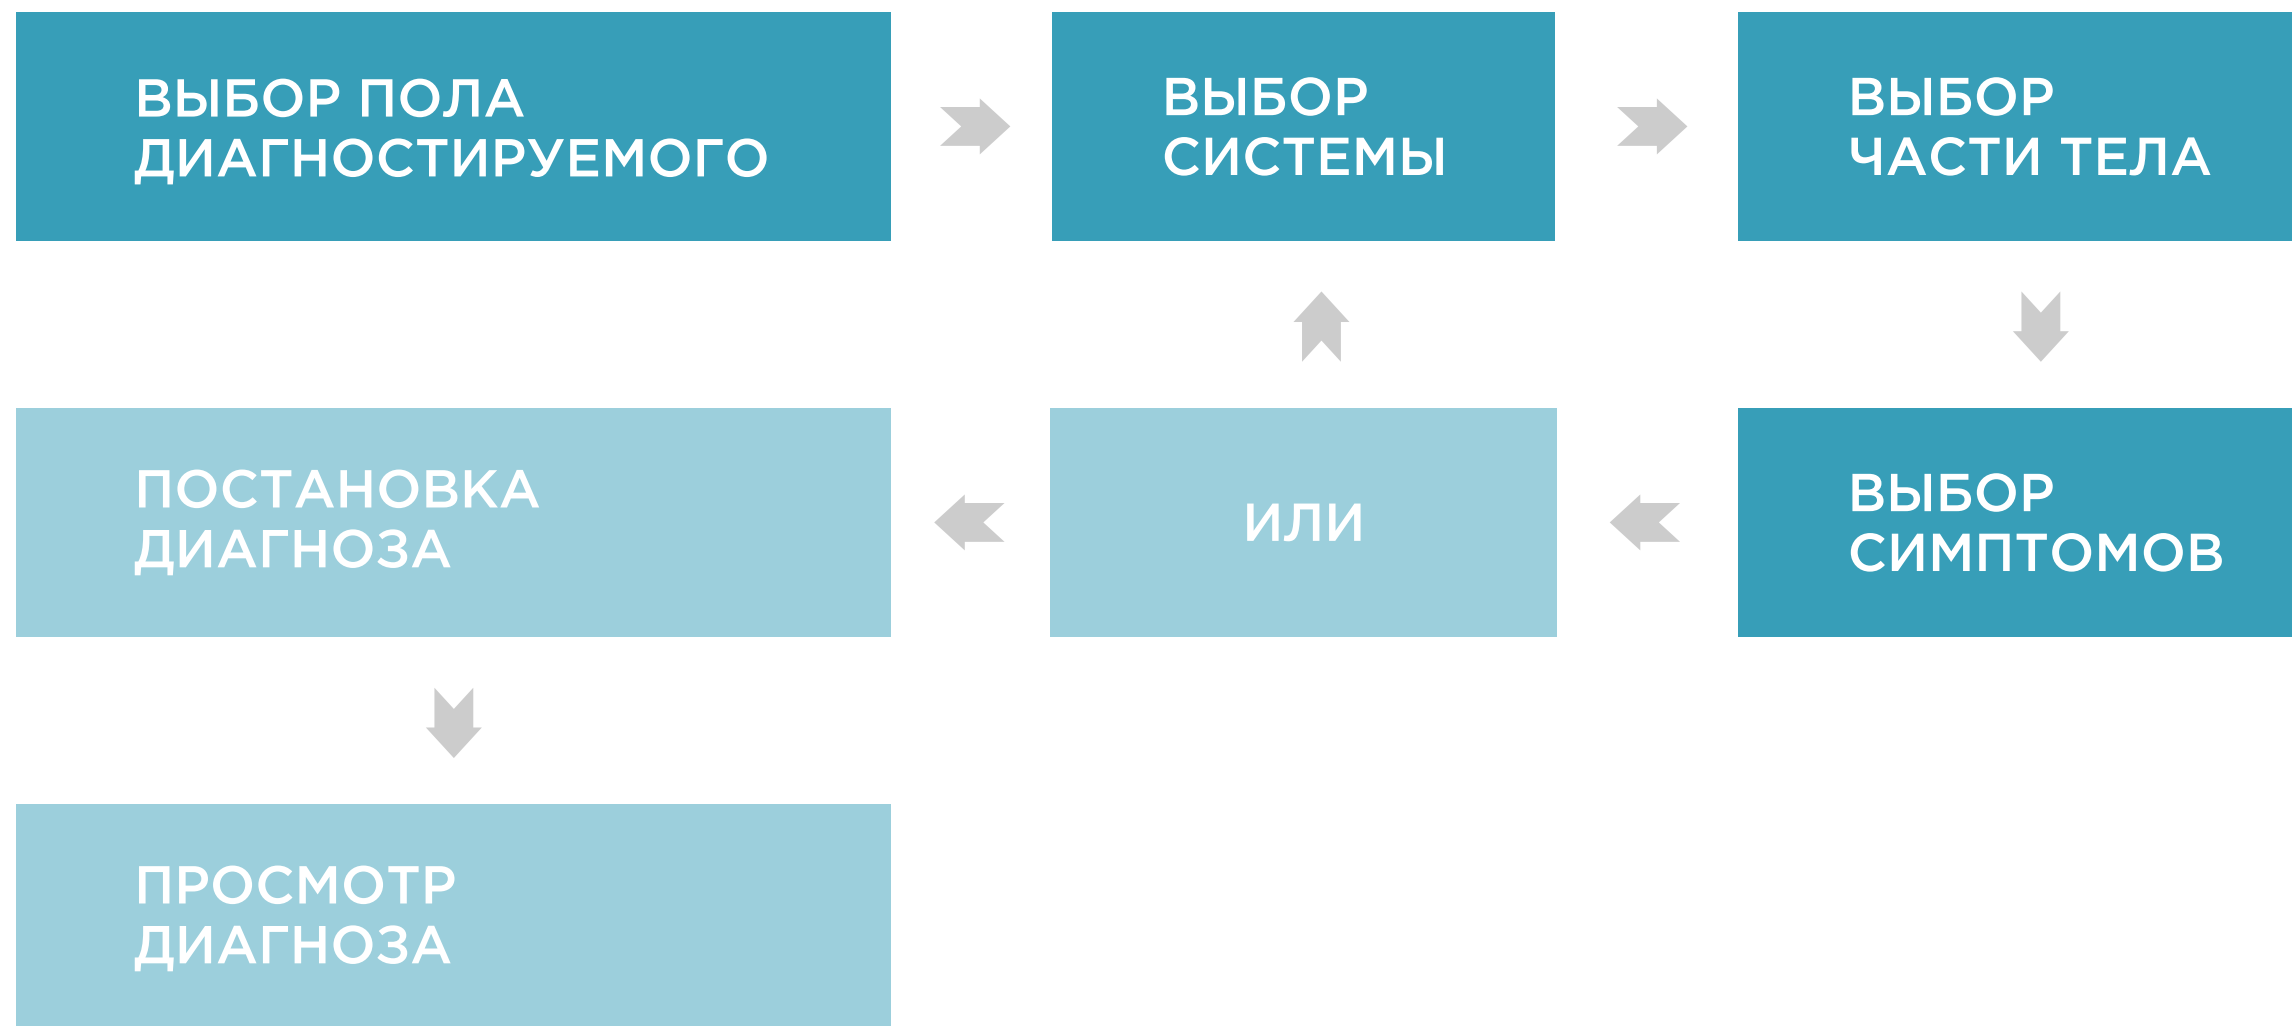 ВЫБОР ПОЛА
ДИАГНОСТИРУЕМОГО
ВЫБОР
СИСТЕМЫ
ВЫБОР
ЧАСТИ ТЕЛА
ВЫБОР
СИМПТОМОВ
ИЛИ
ПОСТАНОВКА
ДИАГНОЗА
ПРОСМОТР
ДИАГНОЗА